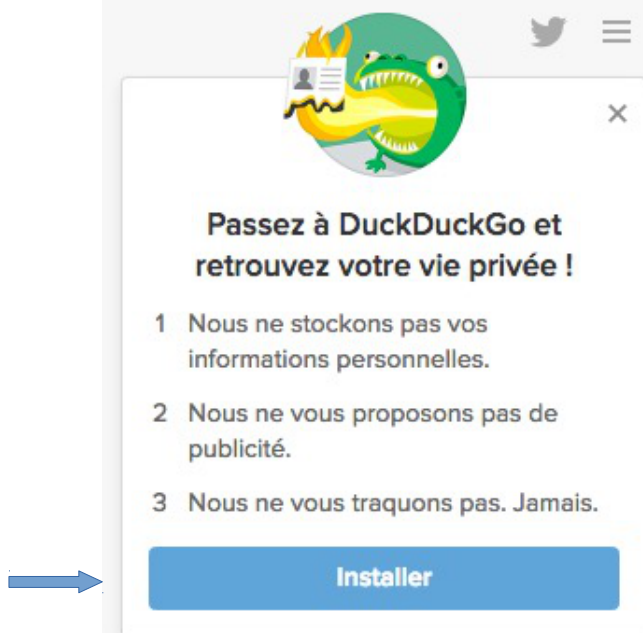 Passez à DuckDuckGo et
retrouvez votre vie privée !
1 Nous ne stockons pas vos
informations personnelles.
2 Nous ne vous proposons pas de
publicité.
3 Nous ne vous traquons pas. Jamais.
Installer